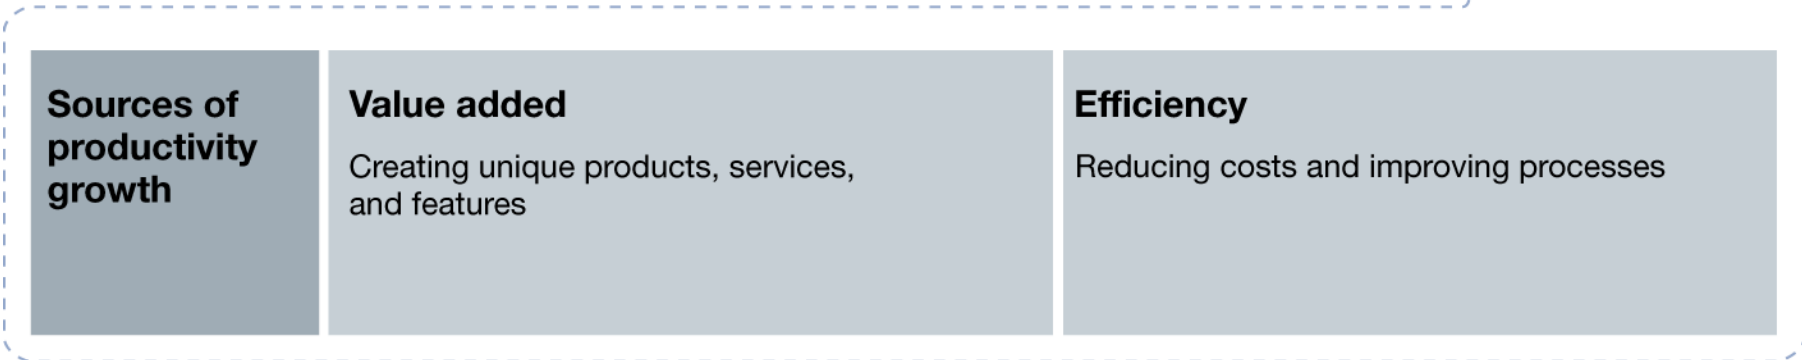 Sources of
productivity
growth
Value added
Creating unique products, services,
and features
Efficiency
Reducing costs and improving processes